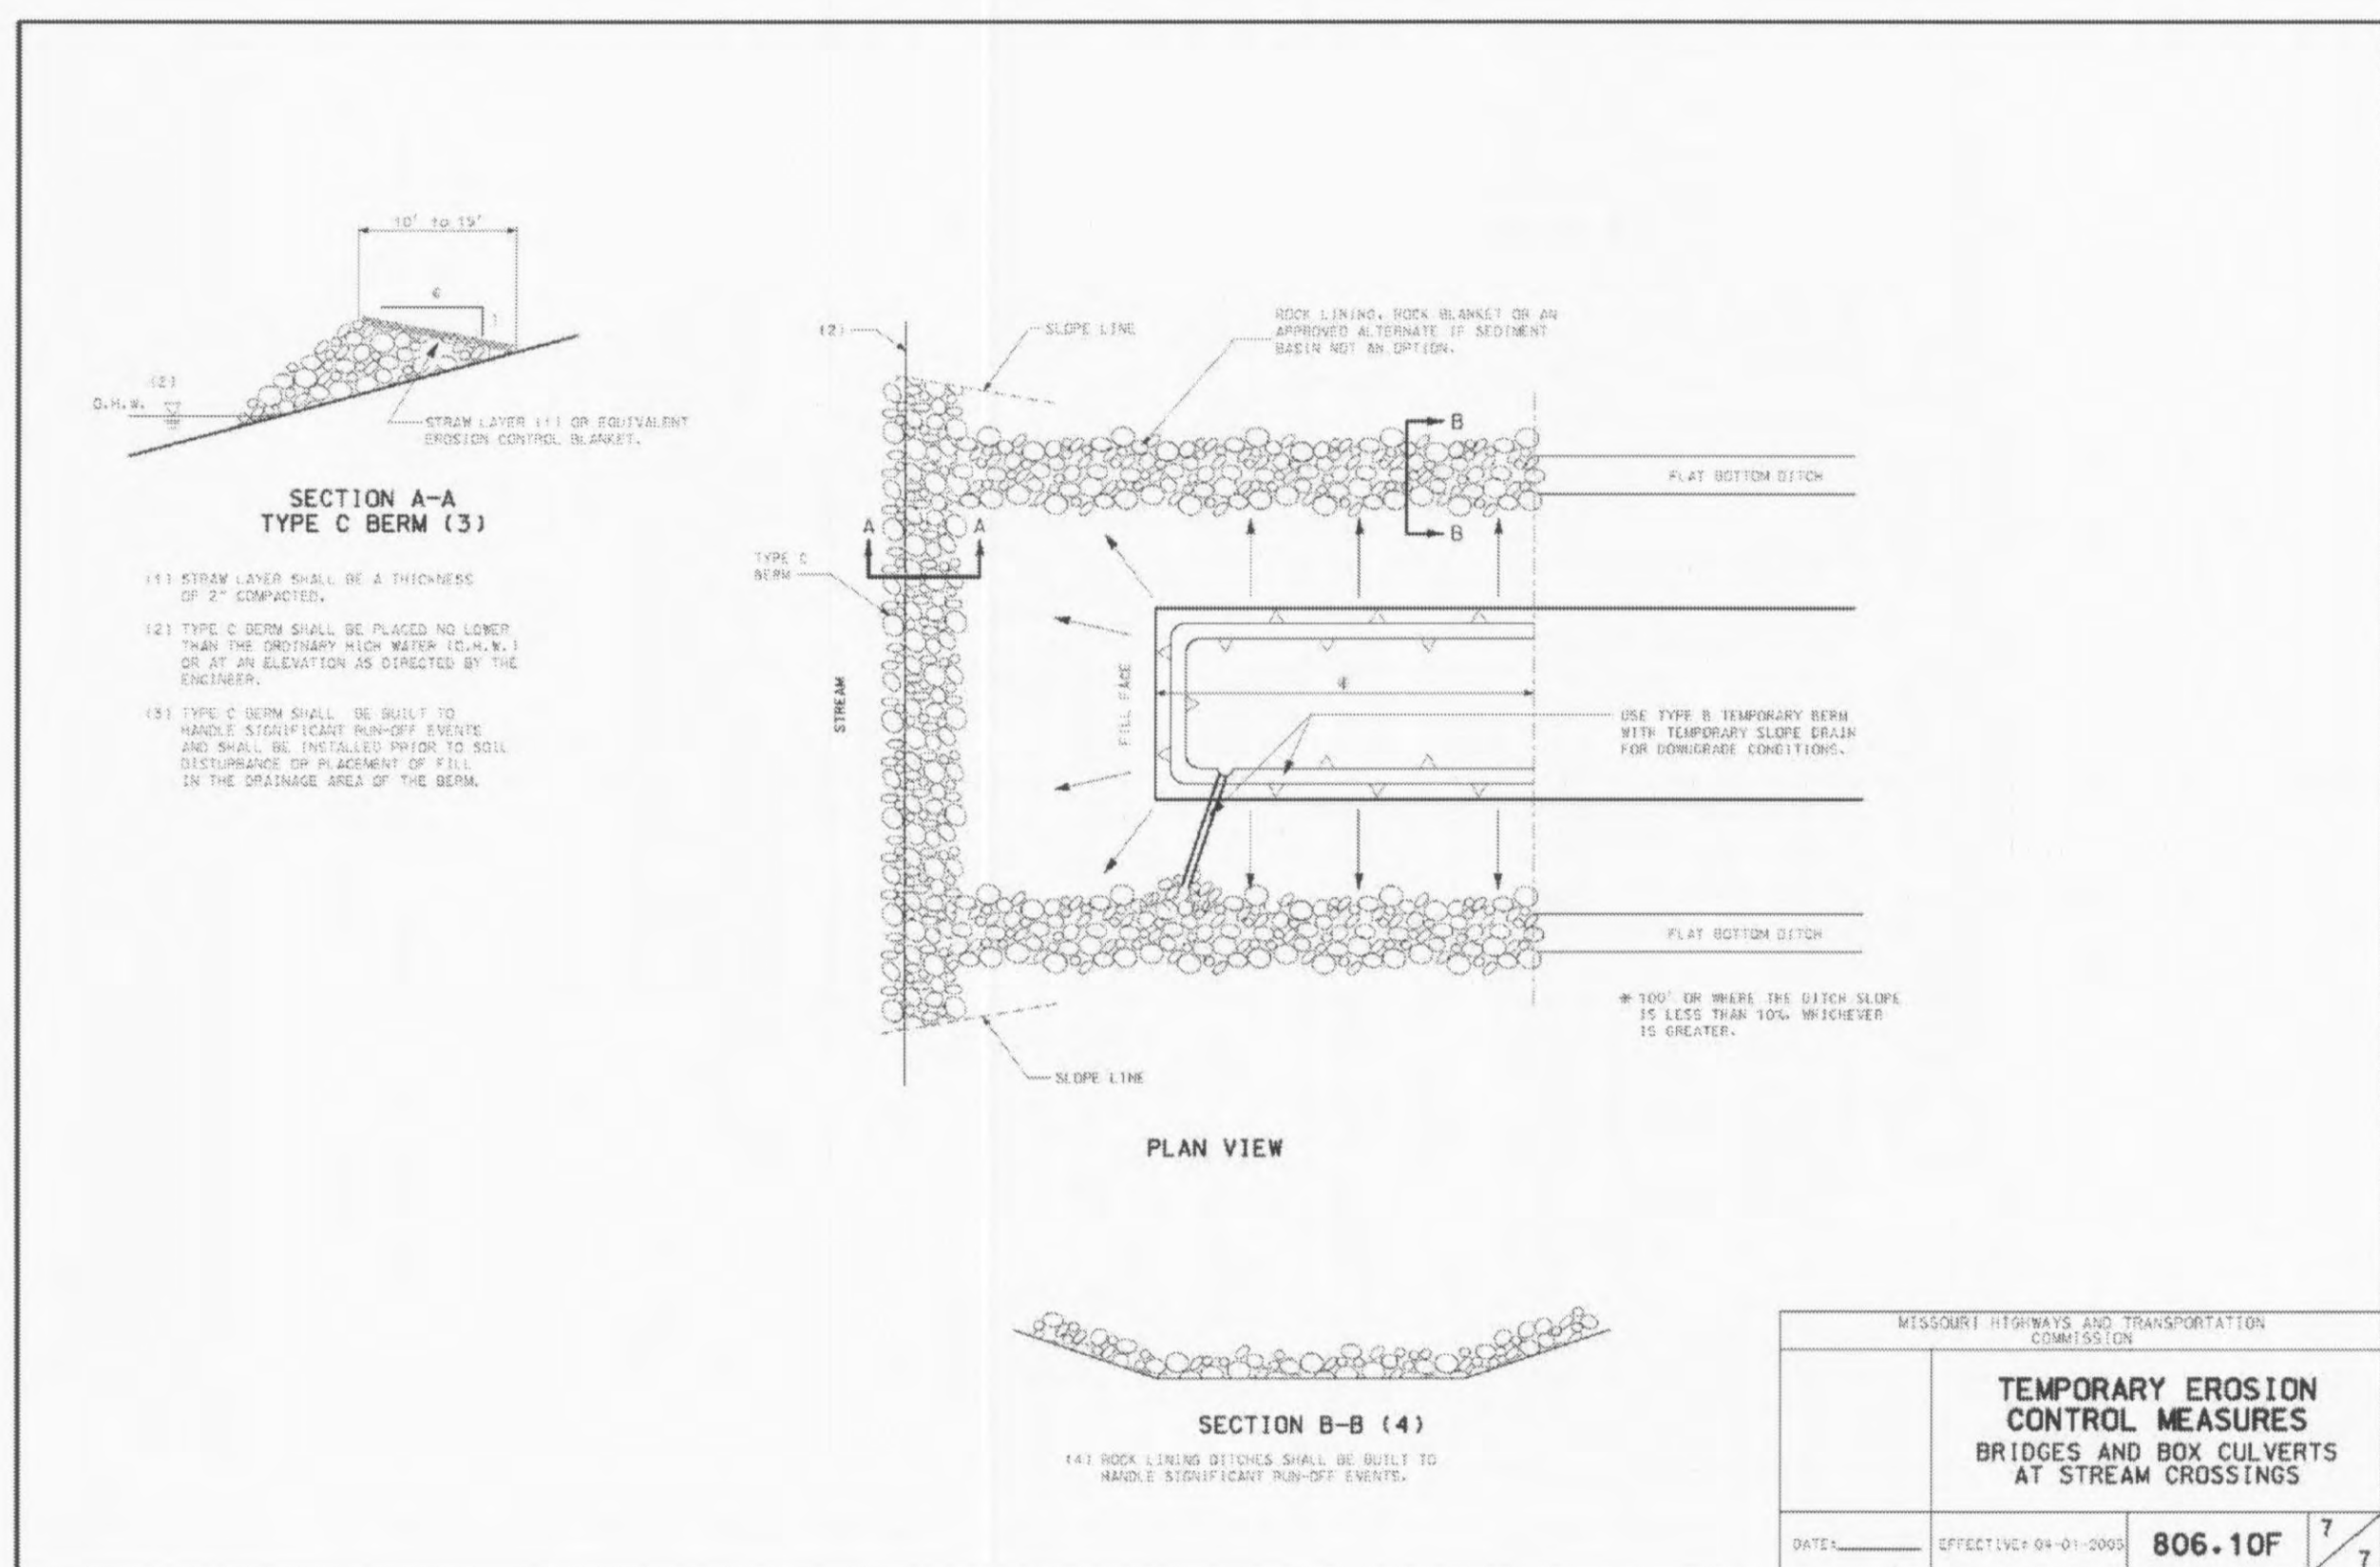 10' to 15'
6
1
(2)
O.H.W.
STRAW LAYER (1) OR EQUIVALENT
EROSION CONTROL BLANKET.
SECTION A-A
TYPE C BERM (3)
(1) STRAW LAYER SHALL BE A THICKNESS
OF 2" COMPACTED.
(2) TYPE C BERM SHALL BE PLACED NO LOWER
THAN THE ORDINARY HIGH WATER (O.H.W.)
OR AT AN ELEVATION AS DIRECTED BY THE
ENGINEER.
(3) TYPE C BERM SHALL BE BUILT TO
HANDLE SIGNIFICANT RUN-OFF EVENTS
AND SHALL BE INSTALLED PRIOR TO SOIL
DISTURBANCE OR PLACEMENT OF FILL
IN THE DRAINAGE AREA OF THE BERM.
(2)
SLOPE LINE
ROCK LINING, ROCK BLANKET OR AN
APPROVED ALTERNATE IF SEDIMENT
BASIN NOT AN OPTION.
B
B
FLAT BOTTOM DITCH
A
A
TYPE C
BERM
STREAM
FILL FACE
*
USE TYPE B TEMPORARY BERM
WITH TEMPORARY SLOPE DRAIN
FOR DOWNGRADE CONDITIONS.
FLAT BOTTOM DITCH
* 100' OR WHERE THE DITCH SLOPE
IS LESS THAN 10%, WHICHEVER
IS GREATER.
SLOPE LINE
PLAN VIEW
SECTION B-B (4)
(4) ROCK LINING DITCHES SHALL BE BUILT TO
HANDLE SIGNIFICANT RUN-OFF EVENTS.
MISSOURI HIGHWAYS AND TRANSPORTATION
COMMISSION
TEMPORARY EROSION
CONTROL MEASURES
BRIDGES AND BOX CULVERTS
AT STREAM CROSSINGS
DATE:
EFFECTIVE: 04-01-2005
806.10F
7
7